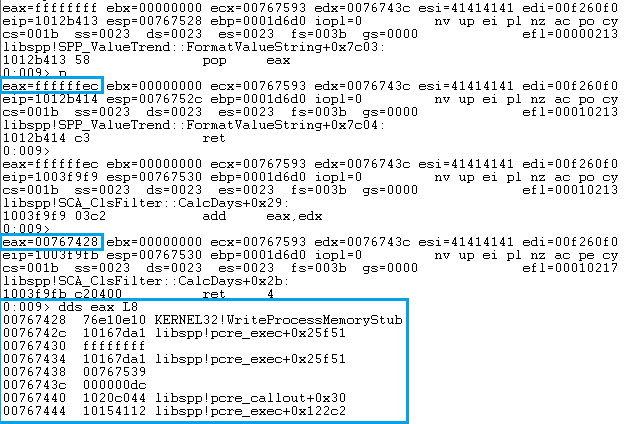 eax=ffffffff ebx=00000000 ecx=00767593 edx=0076743c esi=41414141 edi=00f260f0
eip=1012b413 esp=00767528 ebp=0001d6d0 iopl=0         nv up ei pl nz ac po cy
cs=001b  ss=0023  ds=0023  es=0023  fs=003b  gs=0000             efl=00000213
libspp!SPP_ValueTrend::FormatValueString+0x7c03:
1012b413 58              pop     eax
0:009> p
eax=ffffffec ebx=00000000 ecx=00767593 edx=0076743c esi=41414141 edi=00f260f0
eip=1012b414 esp=0076752c ebp=0001d6d0 iopl=0         nv up ei pl nz ac po cy
cs=001b  ss=0023  ds=0023  es=0023  fs=003b  gs=0000             efl=00010213
libspp!SPP_ValueTrend::FormatValueString+0x7c04:
1012b414 c3              ret
0:009>
eax=ffffffec ebx=00000000 ecx=00767593 edx=0076743c esi=41414141 edi=00f260f0
eip=1003f9f9 esp=00767530 ebp=0001d6d0 iopl=0         nv up ei pl nz ac po cy
cs=001b  ss=0023  ds=0023  es=0023  fs=003b  gs=0000             efl=00010213
libspp!SCA_ClsFilter::CalcDays+0x29:
1003f9f9 03c2            add     eax,edx
0:009>
eax=00767428 ebx=00000000 ecx=00767593 edx=0076743c esi=41414141 edi=00f260f0
eip=1003f9fb esp=00767530 ebp=0001d6d0 iopl=0         nv up ei pl nz ac pe cy
cs=001b  ss=0023  ds=0023  es=0023  fs=003b  gs=0000             efl=00010217
libspp!SCA_ClsFilter::CalcDays+0x2b:
1003f9fb c20400          ret     4
0:009> dds eax L8
00767428  76e10e10 KERNEL32!WriteProcessMemoryStub
0076742c  10167da1 libspp!pcre_exec+0x25f51
00767430  ffffffff
00767434  10167da1 libspp!pcre_exec+0x25f51
00767438  00767539
0076743c  000000dc
00767440  1020c044 libspp!pcre_callout+0x30
00767444  10154112 libspp!pcre_exec+0x122c2